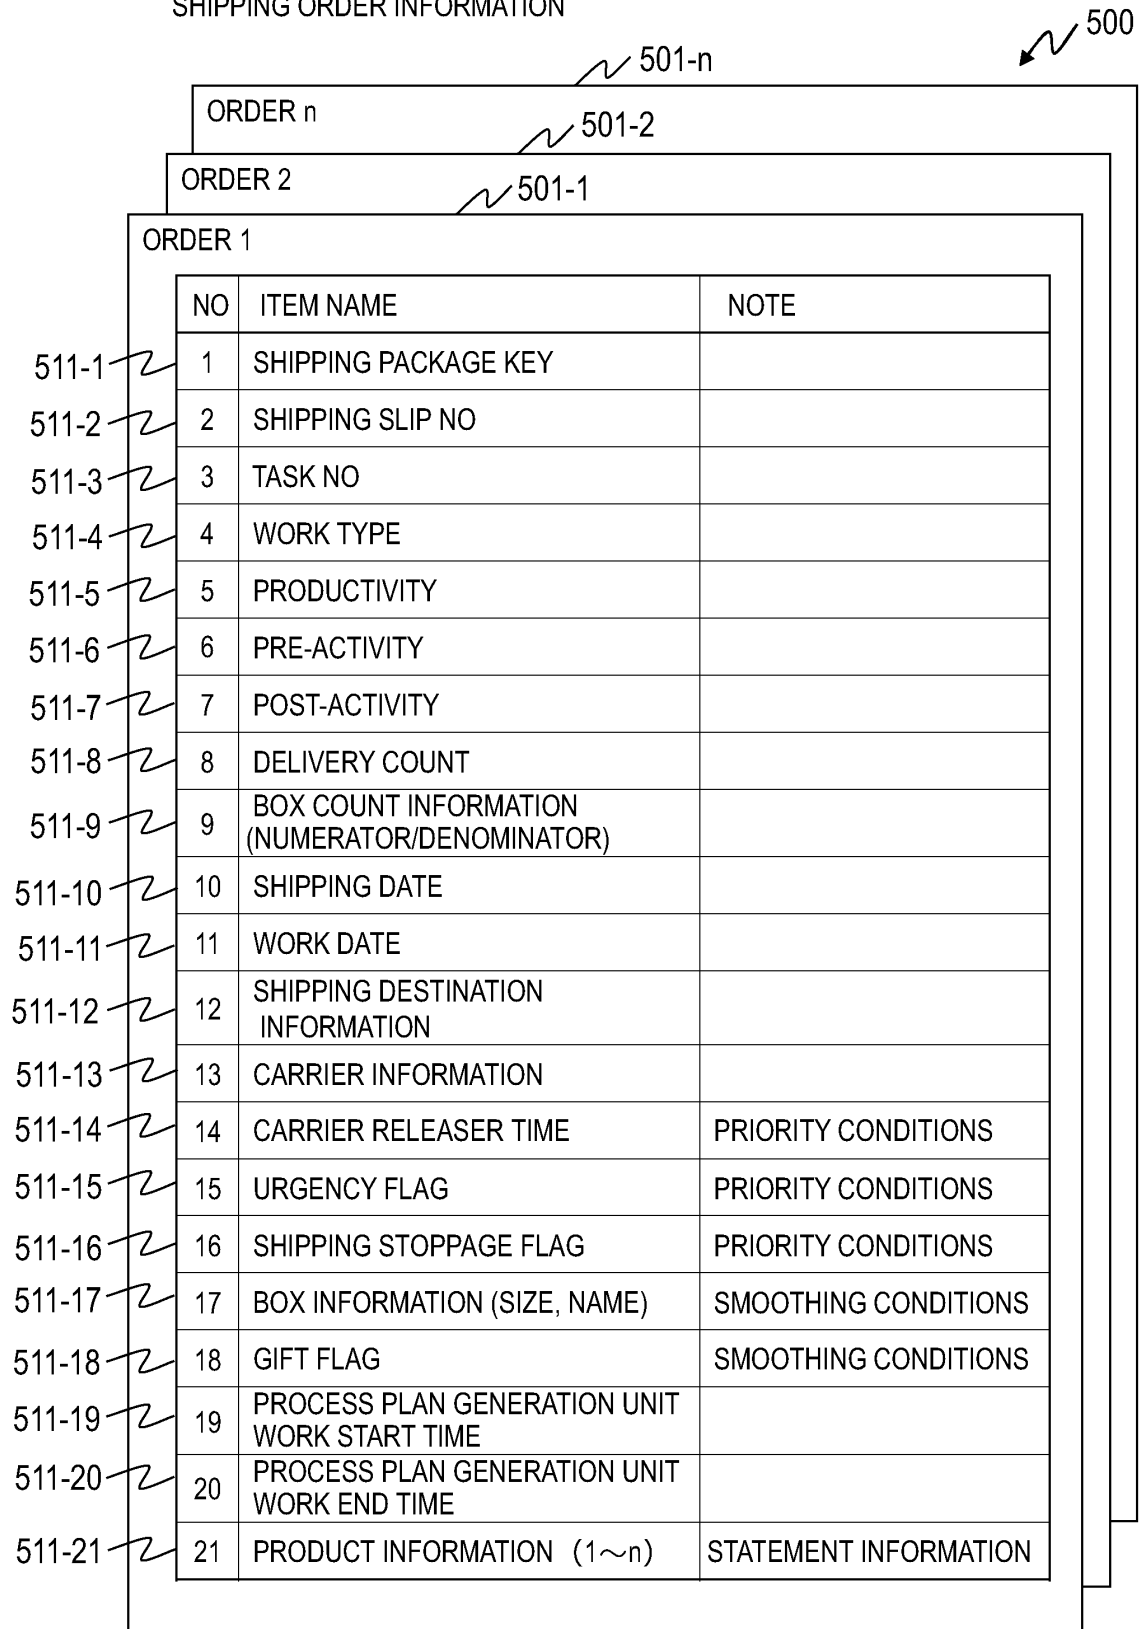 SHIPPING ORDER INFORMATION
500
501-n
ORDER n
501-2
ORDER 2
501-1
ORDER 1
NO ITEM NAME NOTE
511-1 1 SHIPPING PACKAGE KEY
511-2 2 SHIPPING SLIP NO
511-3 3 TASK NO
511-4 4 WORK TYPE
511-5 5 PRODUCTIVITY
511-6 6 PRE-ACTIVITY
511-7 7 POST-ACTIVITY
511-8 8 DELIVERY COUNT
511-9 9 BOX COUNT INFORMATION
(NUMERATOR/DENOMINATOR)
511-10 10 SHIPPING DATE
511-11 11 WORK DATE
511-12 12 SHIPPING DESTINATION
INFORMATION
511-13 13 CARRIER INFORMATION
511-14 14 CARRIER RELEASER TIME PRIORITY CONDITIONS
511-15 15 URGENCY FLAG PRIORITY CONDITIONS
511-16 16 SHIPPING STOPPAGE FLAG PRIORITY CONDITIONS
511-17 17 BOX INFORMATION (SIZE, NAME) SMOOTHING CONDITIONS
511-18 18 GIFT FLAG SMOOTHING CONDITIONS
511-19 19 PROCESS PLAN GENERATION UNIT
WORK START TIME
511-20 20 PROCESS PLAN GENERATION UNIT
WORK END TIME
511-21 21 PRODUCT INFORMATION (1～n) STATEMENT INFORMATION